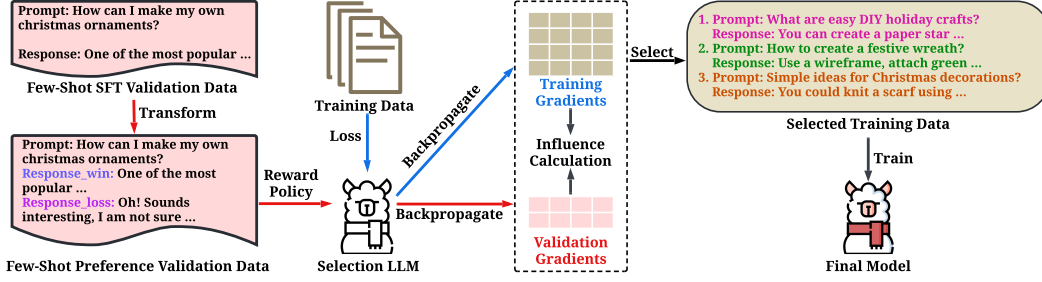 Prompt: How can I make my own
christmas ornaments?
Response: One of the most popular ...
Few-Shot SFT Validation Data
Transform
Prompt: How can I make my own
christmas ornaments?
Response_win: One of the most
popular ...
Response_loss: Oh! Sounds
interesting, I am not sure ...
Few-Shot Preference Validation Data
Reward
Policy
Training Data
Loss
Selection LLM
Backpropagate
Backpropagate
Training
Gradients
Influence
Calculation
Validation
Gradients
Select
1. Prompt: What are easy DIY holiday crafts?
Response: You can create a paper star ...
2. Prompt: How to create a festive wreath?
Response: Use a wireframe, attach green ...
3. Prompt: Simple ideas for Christmas decorations?
Response: You could knit a scarf using ...
Selected Training Data
Train
Final Model